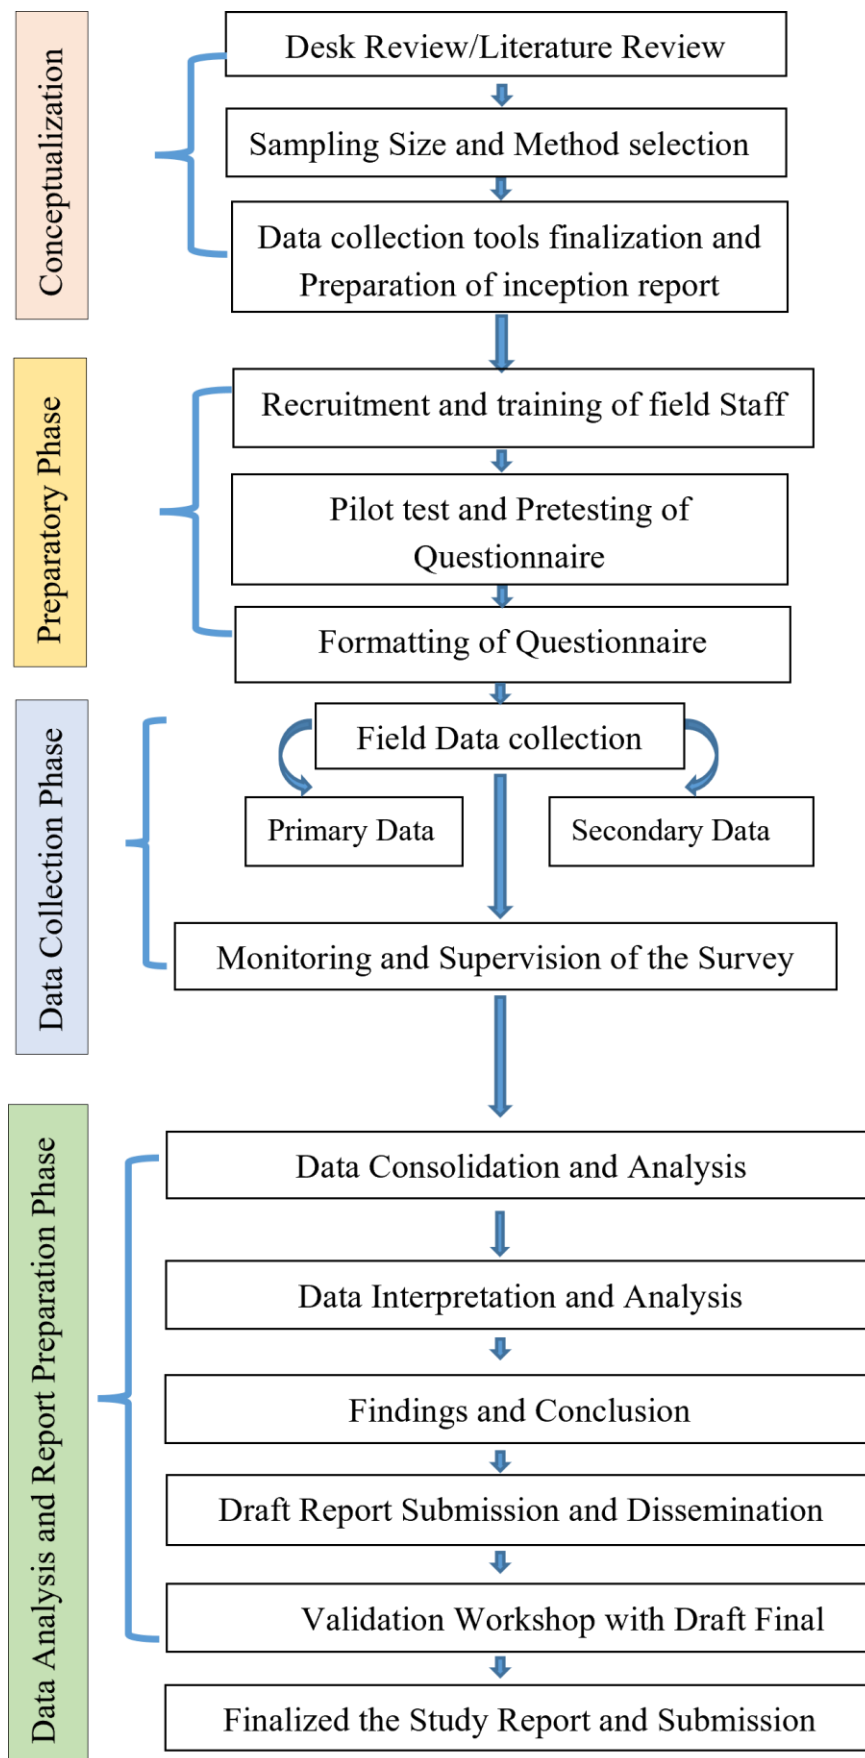 Conceptualization
Desk Review/Literature Review
Sampling Size and Method selection
Data collection tools finalization and
Preparation of inception report
Preparatory Phase
Recruitment and training of field Staff
Pilot test and Pretesting of
Questionnaire
Formatting of Questionnaire
Data Collection Phase
Field Data collection
Primary Data
Secondary Data
Monitoring and Supervision of the Survey
Data Analysis and Report Preparation Phase
Data Consolidation and Analysis
Data Interpretation and Analysis
Findings and Conclusion
Draft Report Submission and Dissemination
Validation Workshop with Draft Final
Finalized the Study Report and Submission